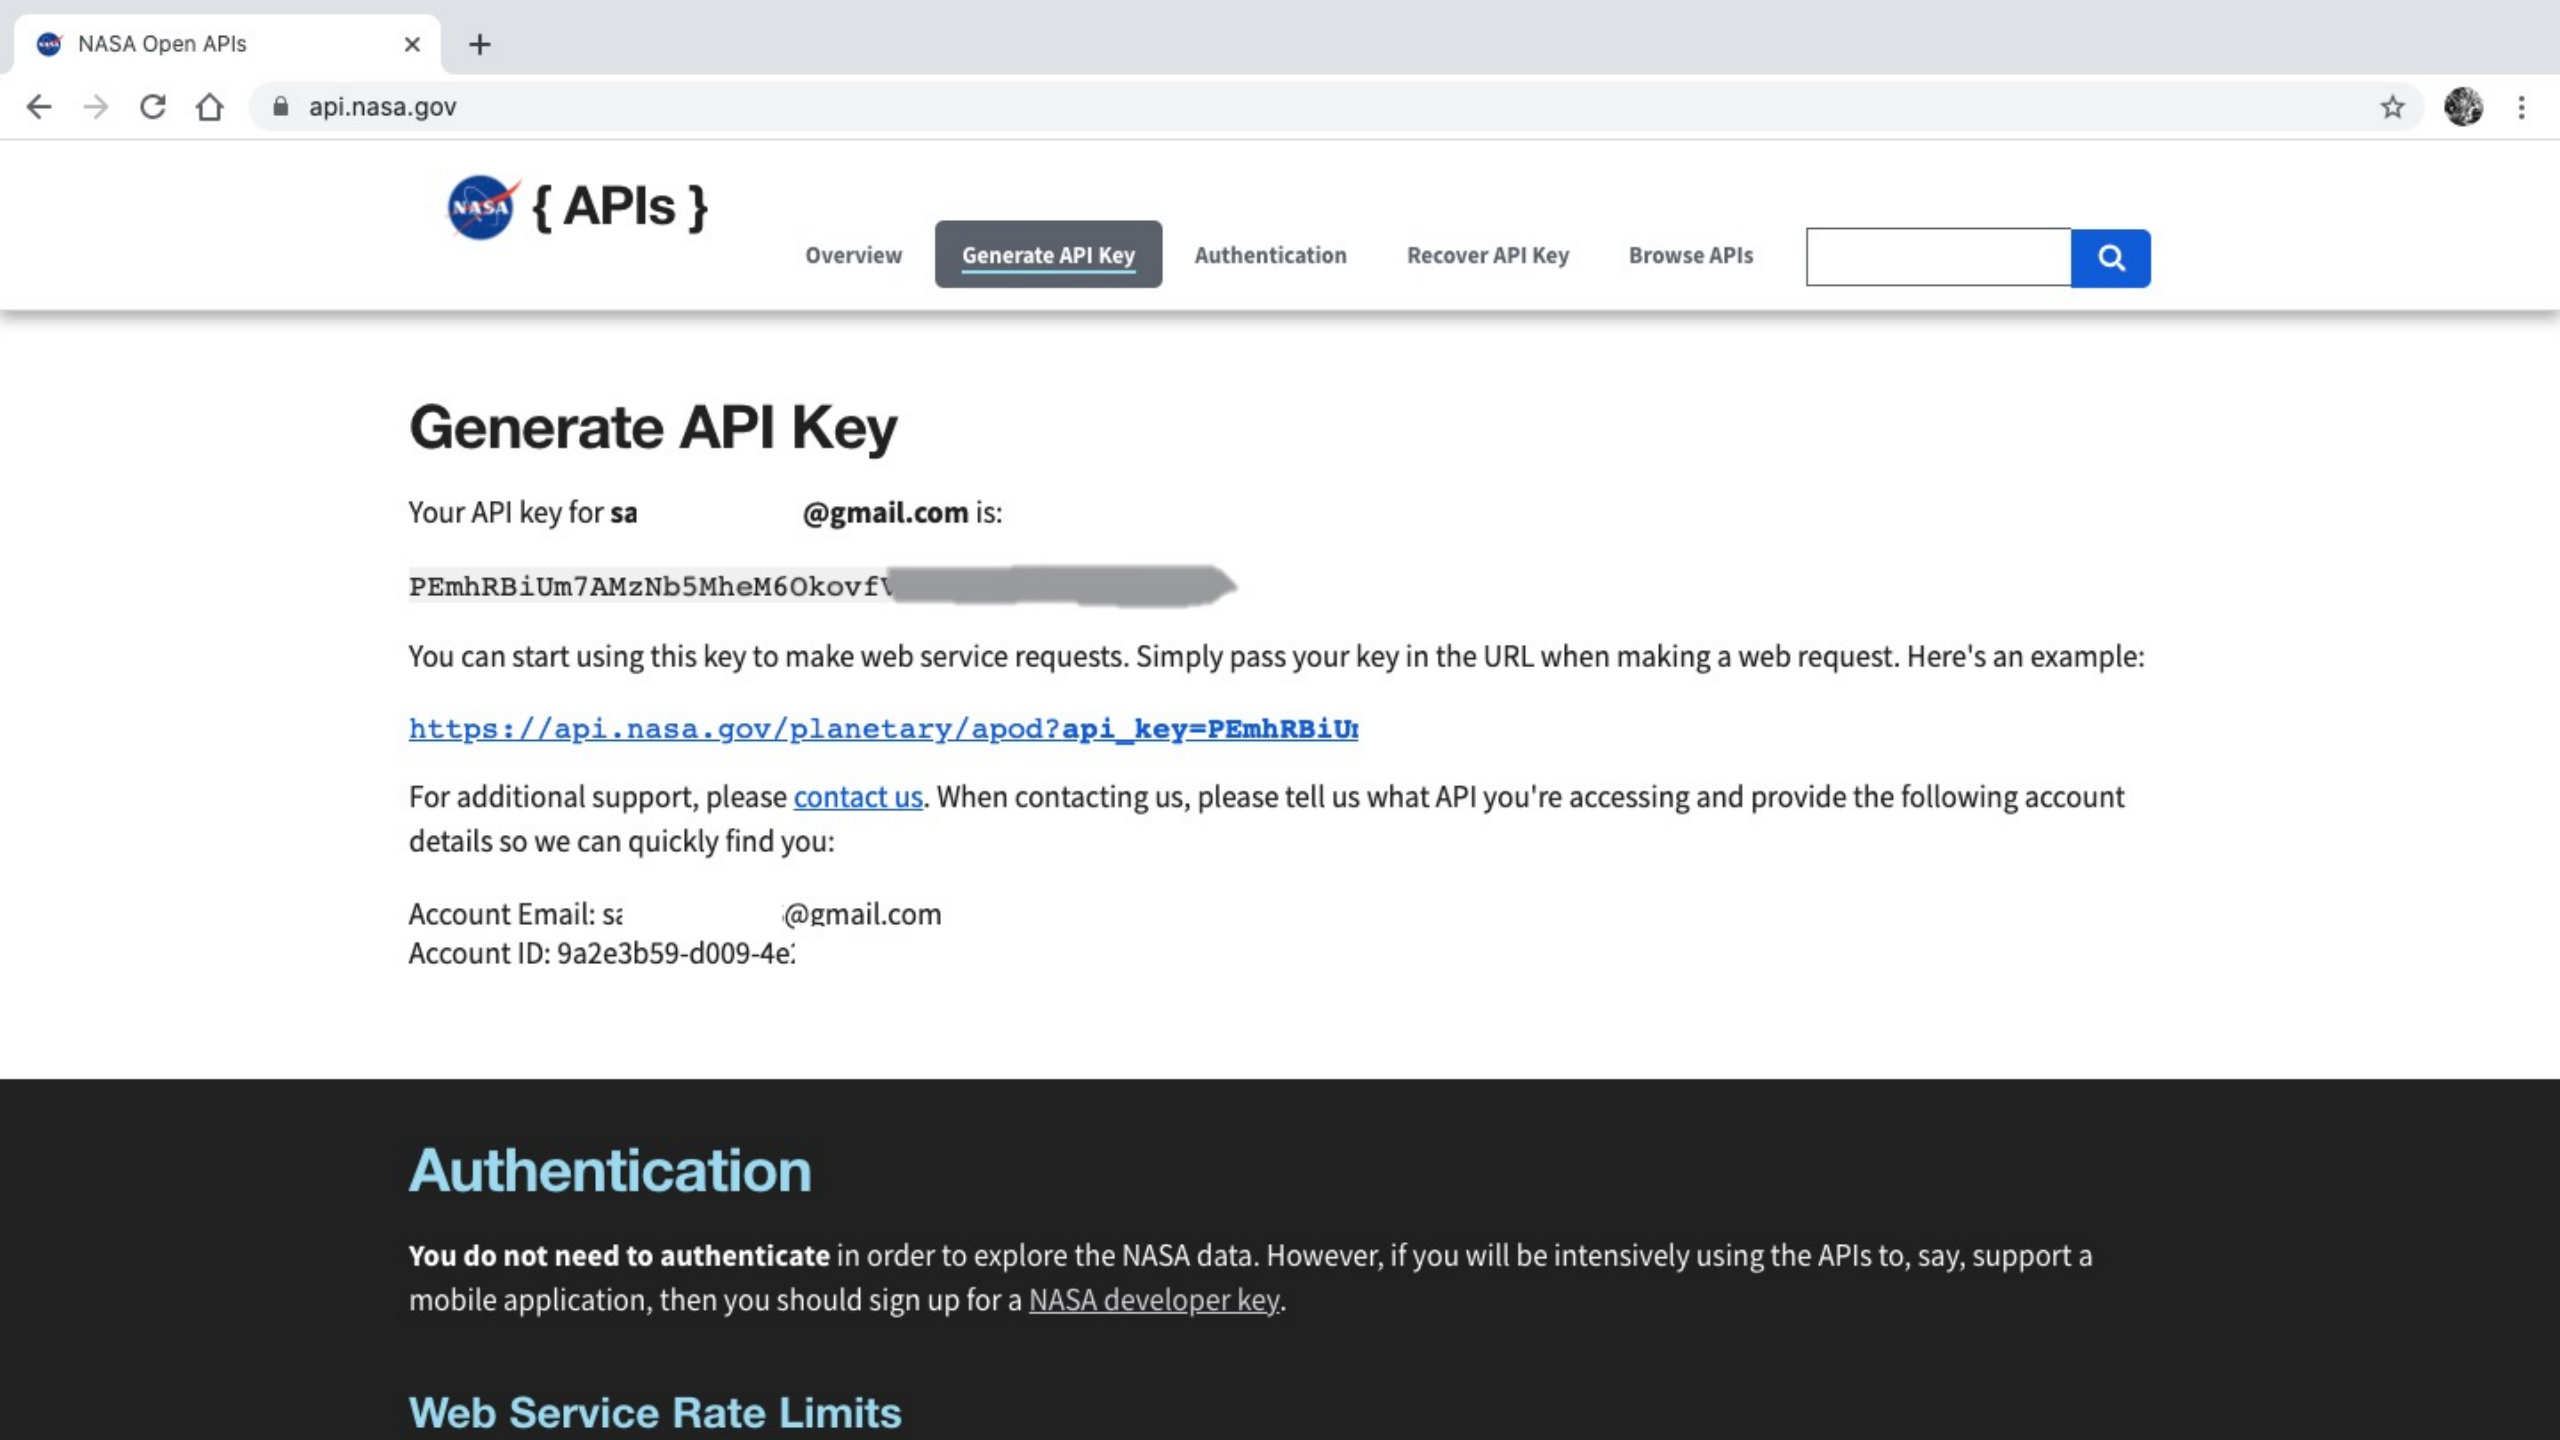 NASA Open APIs
api.nasa.gov
NASA { APIs }
Overview Generate API Key Authentication Recover API Key Browse APIs
Generate API Key
Your API key for sa @gmail.com is:
PEmhRBiUm7AMzNb5MheM6Okovf
You can start using this key to make web service requests. Simply pass your key in the URL when making a web request. Here's an example:
https://api.nasa.gov/planetary/apod?api_key=PEmhRBiU
For additional support, please contact us. When contacting us, please tell us what API you're accessing and provide the following account
details so we can quickly find you:
Account Email: sa @gmail.com
Account ID: 9a2e3b59-d009-4e
Authentication
You do not need to authenticate in order to explore the NASA data. However, if you will be intensively using the APIs to, say, support a
mobile application, then you should sign up for a NASA developer key.
Web Service Rate Limits